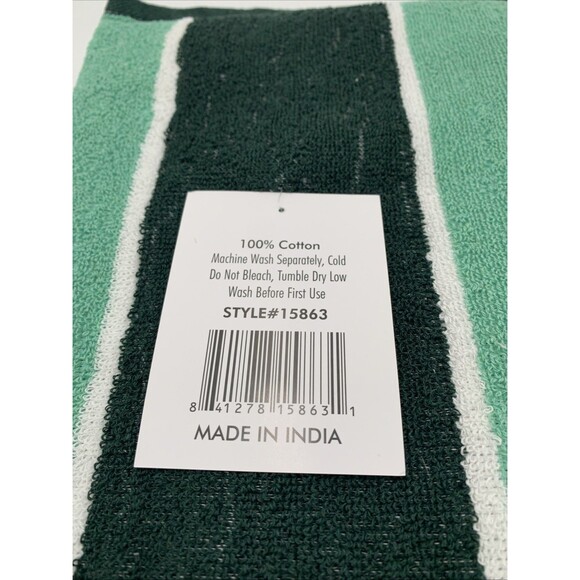 100% Cotton
Machine Wash Separately, Cold
Do Not Bleach, Tumble Dry Low
Wash Before First Use
STYLE#15863
8 41278 15863 1
MADE IN INDIA